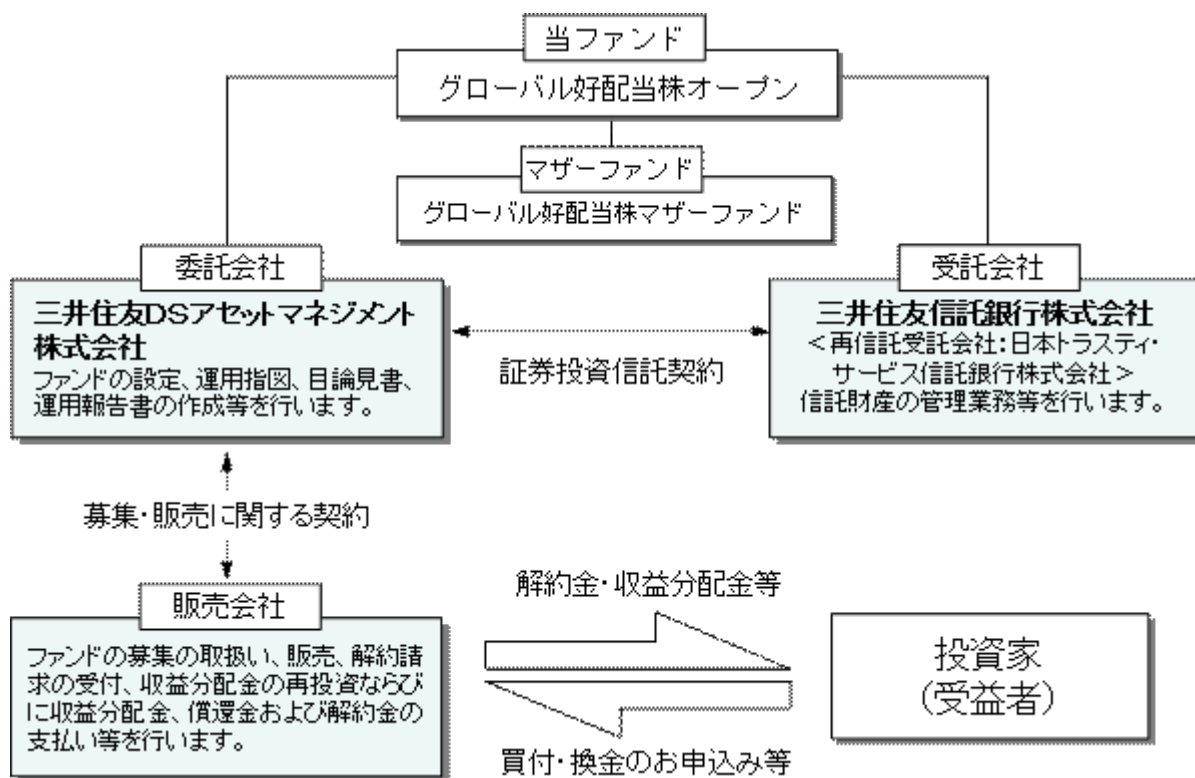 当ファンド
グローバル好配当株オープン
マザーファンド
グローバル好配当株マザーファンド
委託会社
三井住友DSアセットマネジメント
株式会社
ファンドの設定、運用指図、目論見書、
運用報告書の作成等を行います。
証券投資信託契約
受託会社
三井住友信託銀行株式会社
<再信託受託会社:日本トラスティ・
サービス信託銀行株式会社>
信託財産の管理業務等を行います。
募集・販売に関する契約
販売会社
ファンドの募集の取扱い、販売、解約請
求の受付、収益分配金の再投資ならび
に収益分配金、償還金および解約金の
支払い等を行います。
解約金・収益分配金等
買付・換金のお申込み等
投資家
(受益者)